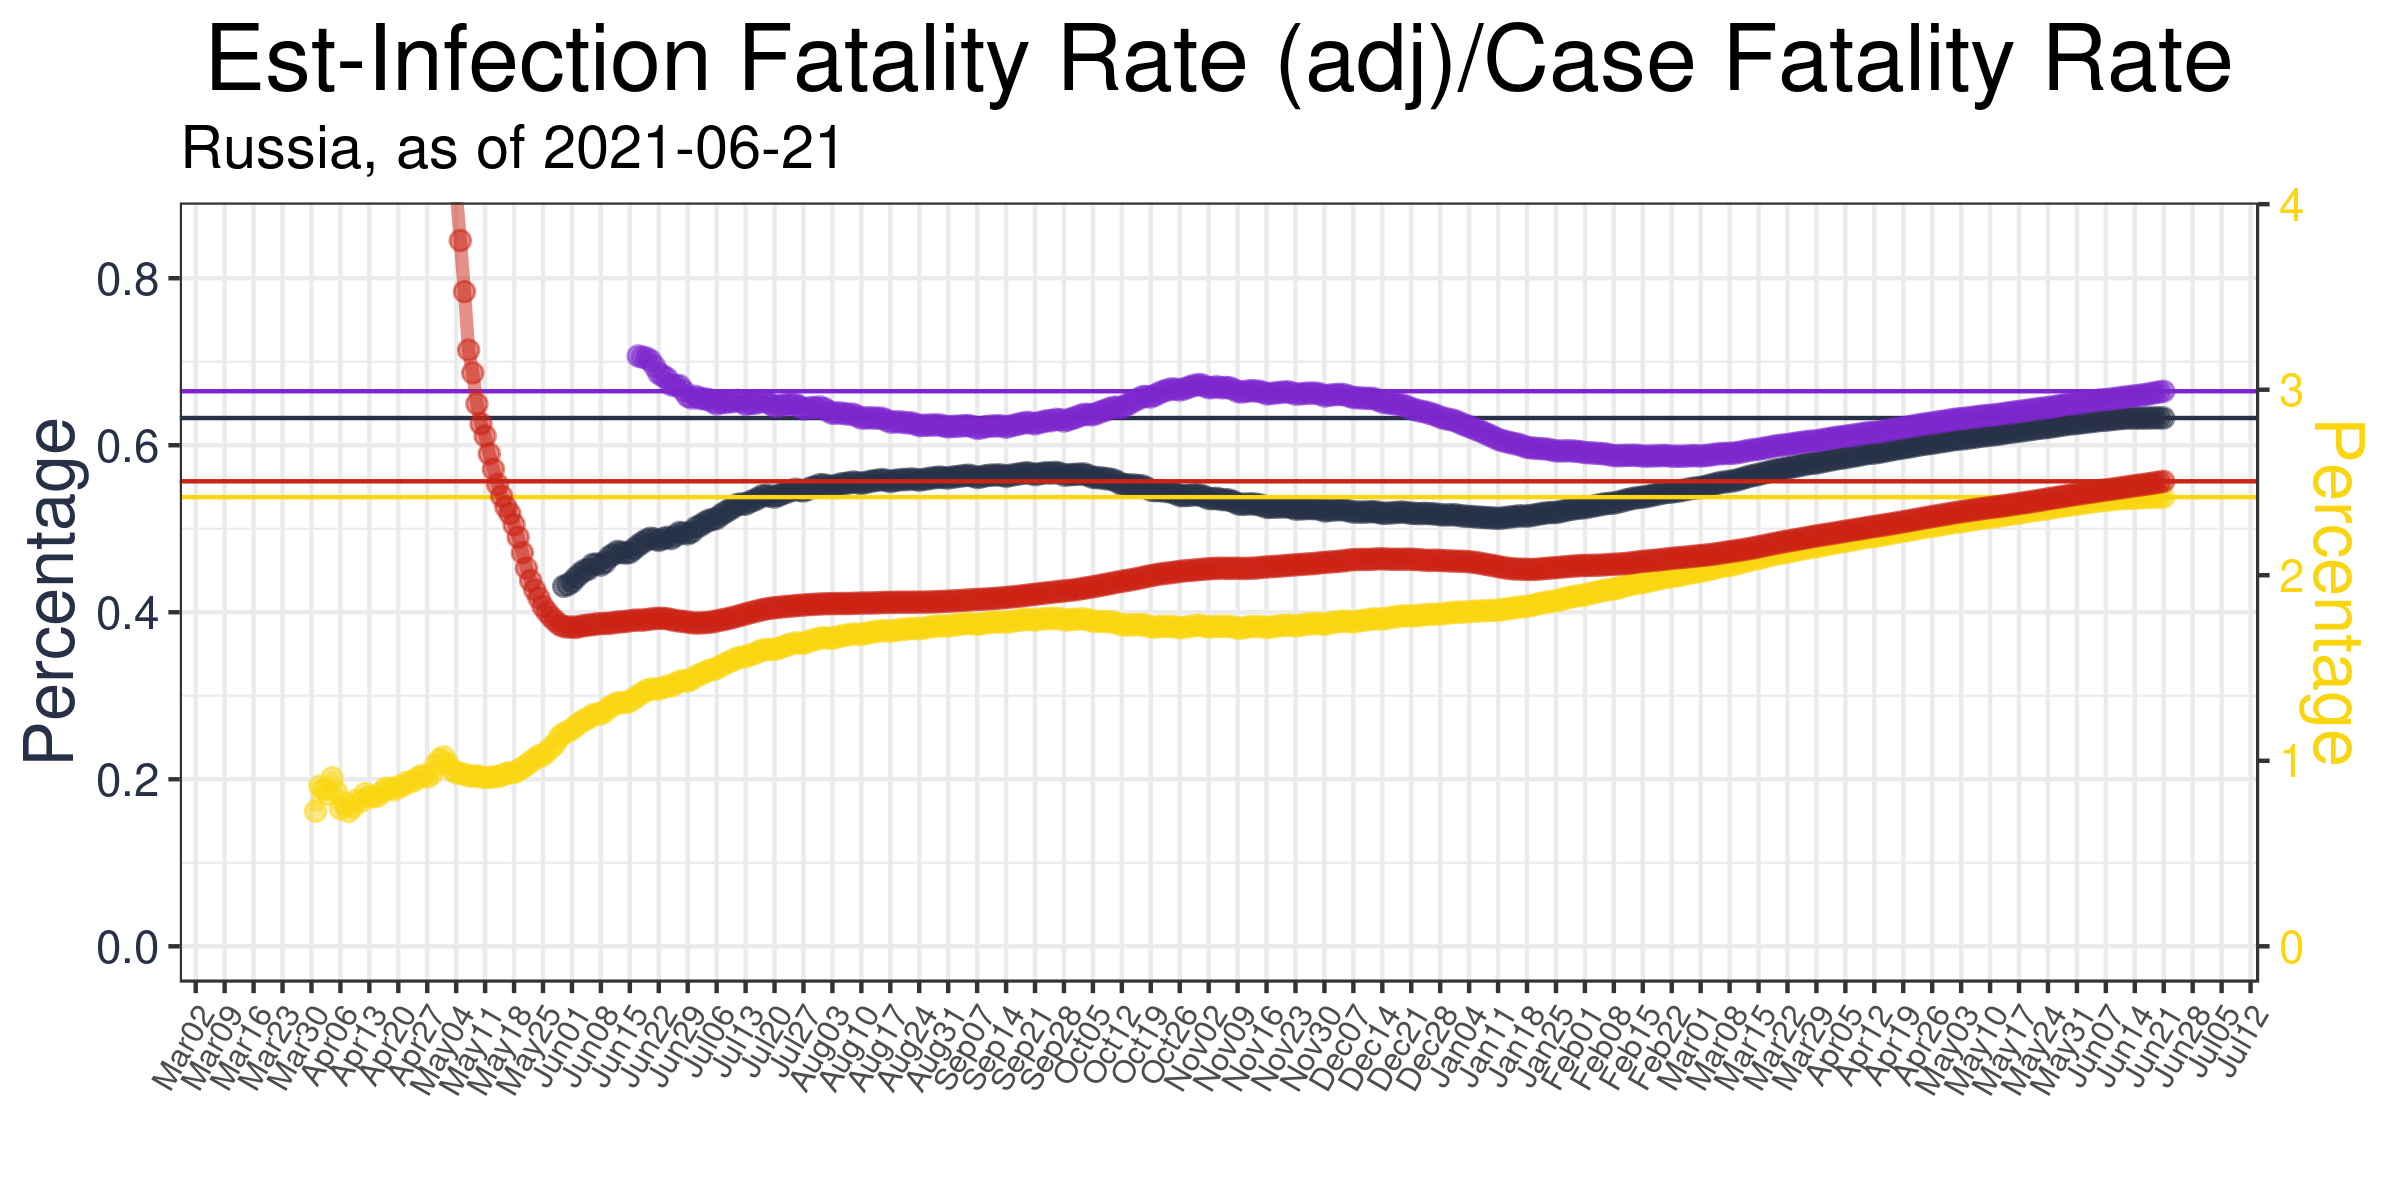 Est-Infection Fatality Rate (adj)/Case Fatality Rate
Russia, as of 2021-06-21
Percentage
0.8
0.6
0.4
0.2
0.0
4
3
2
1
0
Percentage
Mar02
Mar09
Mar16
Mar23
Mar30
Apr06
Apr13
Apr20
Apr27
May04
May11
May18
May25
Jun01
Jun08
Jun15
Jun22
Jun29
Jul06
Jul13
Jul20
Jul27
Aug03
Aug10
Aug17
Aug24
Aug31
Sep07
Sep14
Sep21
Sep28
Oct05
Oct12
Oct19
Oct26
Nov02
Nov09
Nov16
Nov23
Nov30
Dec07
Dec14
Dec21
Dec28
Jan04
Jan11
Jan18
Jan25
Feb01
Feb08
Feb15
Feb22
Mar01
Mar08
Mar15
Mar22
Mar29
Apr05
Apr12
Apr19
Apr26
May03
May10
May17
May24
May31
Jun07
Jun14
Jun21
Jun28
Jul05
Jul12